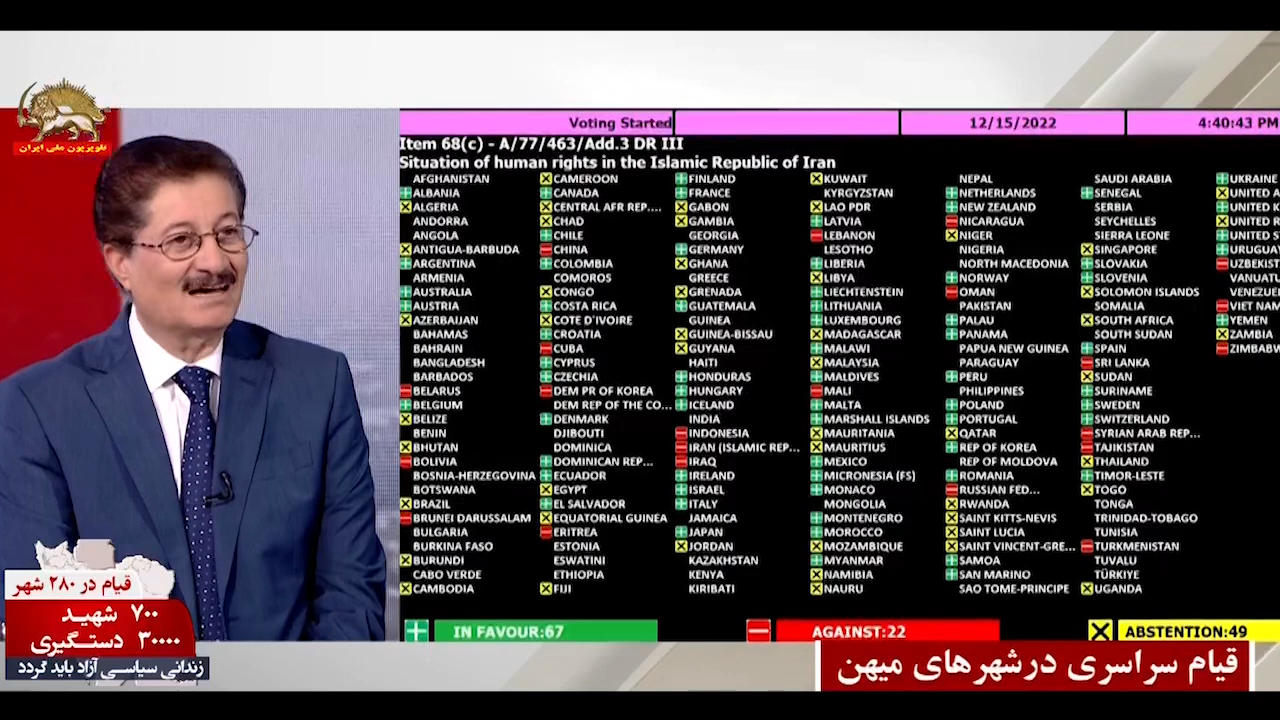 تلویزیون ملی ایران
Voting Started
12/15/2022
4:40:43 PM
Item 68(c) - A/77/463/Add.3 DR III
Situation of human rights in the Islamic Republic of Iran
AFGHANISTAN
ALBANIA
ALGERIA
ANDORRA
ANGOLA
ANTIGUA-BARBUDA
ARGENTINA
ARMENIA
AUSTRALIA
AUSTRIA
AZERBAIJAN
BAHAMAS
BAHRAIN
BANGLADESH
BARBADOS
BELARUS
BELGIUM
BELIZE
BENIN
BHUTAN
BOLIVIA
BOSNIA-HERZEGOVINA
BOTSWANA
BRAZIL
BRUNEI DARUSSALAM
BULGARIA
BURKINA FASO
BURUNDI
CABO VERDE
CAMBODIA
CAMEROON
CANADA
CENTRAL AFR REP....
CHAD
CHILE
CHINA
COLOMBIA
COMOROS
CONGO
COSTA RICA
COTE D'IVOIRE
CROATIA
CUBA
CYPRUS
CZECHIA
DEM PR OF KOREA
DEM REP OF THE CO...
DENMARK
DJIBOUTI
DOMINICA
DOMINICAN REP...
ECUADOR
EGYPT
EL SALVADOR
EQUATORIAL GUINEA
ERITREA
ESTONIA
ESWATINI
ETHIOPIA
FIJI
FINLAND
FRANCE
GABON
GAMBIA
GEORGIA
GERMANY
GHANA
GREECE
GRENADA
GUATEMALA
GUINEA
GUINEA-BISSAU
GUYANA
HAITI
HONDURAS
HUNGARY
ICELAND
INDIA
INDONESIA
IRAN (ISLAMIC REP...
IRAQ
IRELAND
ISRAEL
ITALY
JAMAICA
JAPAN
JORDAN
KAZAKHSTAN
KENYA
KIRIBATI
KUWAIT
KYRGYZSTAN
LAO PDR
LATVIA
LEBANON
LESOTHO
LIBERIA
LIBYA
LIECHTENSTEIN
LITHUANIA
LUXEMBOURG
MADAGASCAR
MALAWI
MALAYSIA
MALDIVES
MALI
MALTA
MARSHALL ISLANDS
MAURITANIA
MAURITIUS
MEXICO
MICRONESIA (FS)
MONACO
MONGOLIA
MONTENEGRO
MOROCCO
MOZAMBIQUE
MYANMAR
NAMIBIA
NAURU
NEPAL
NETHERLANDS
NEW ZEALAND
NICARAGUA
NIGER
NIGERIA
NORTH MACEDONIA
NORWAY
OMAN
PAKISTAN
PALAU
PANAMA
PAPUA NEW GUINEA
PARAGUAY
PERU
PHILIPPINES
POLAND
PORTUGAL
QATAR
REP OF KOREA
REP OF MOLDOVA
ROMANIA
RUSSIAN FED...
RWANDA
SAINT KITTS-NEVIS
SAINT LUCIA
SAINT VINCENT-GRE...
SAMOA
SAN MARINO
SAO TOME-PRINCIPE
SAUDI ARABIA
SENEGAL
SERBIA
SEYCHELLES
SIERRA LEONE
SINGAPORE
SLOVAKIA
SLOVENIA
SOLOMON ISLANDS
SOMALIA
SOUTH AFRICA
SOUTH SUDAN
SPAIN
SRI LANKA
SUDAN
SURINAME
SWEDEN
SWITZERLAND
SYRIAN ARAB REP...
TAJIKISTAN
THAILAND
TIMOR-LESTE
TOGO
TONGA
TRINIDAD-TOBAGO
TUNISIA
TURKMENISTAN
TUVALU
TÜRKIYE
UGANDA
UKRAINE
UNITED A
UNITED K
UNITED R
UNITED S
URUGUA
UZBEKIST
VANUATU
VENEZUE
VIET NAM
YEMEN
ZAMBIA
ZIMBABW
IN FAVOUR:67
AGAINST:22
ABSTENTION:49
قیام در ۲۸۰ شهر
۷۰۰ شهید
۳۰۰۰۰ دستگیری
زندانی سیاسی آزاد باید گردد
قیام سراسری در شهرهای میهن